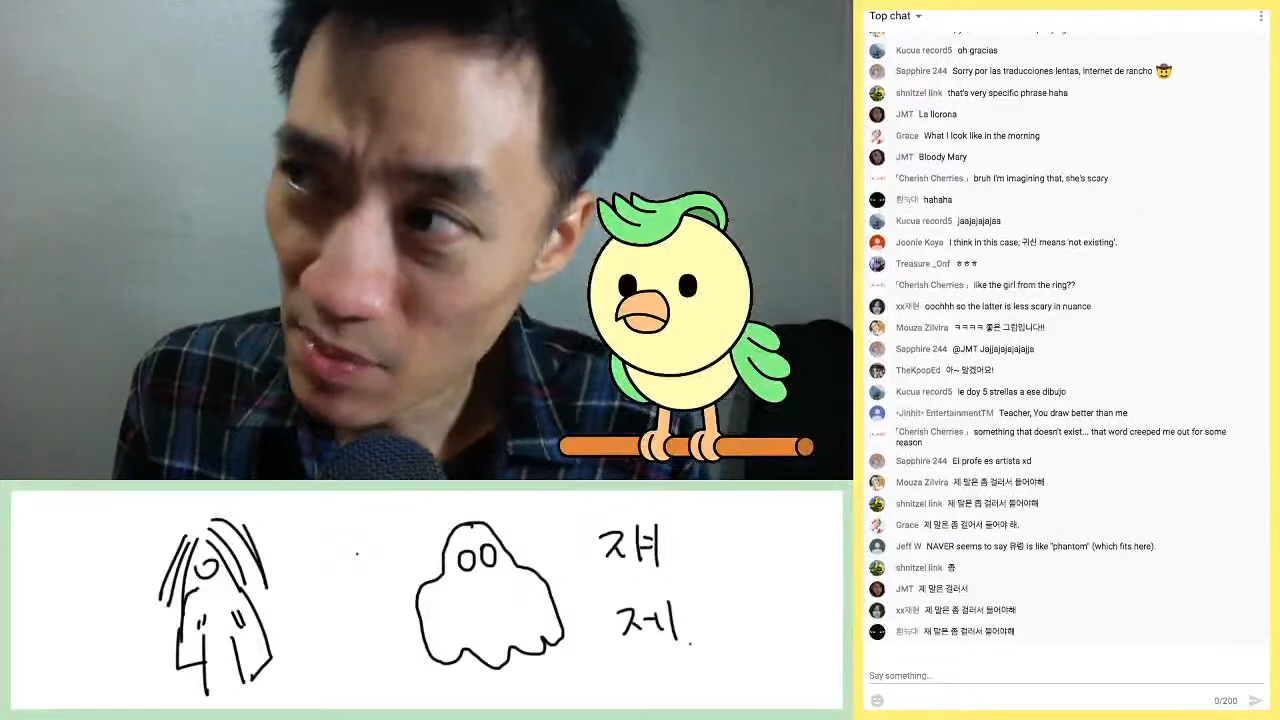 Top chat
Kucua record5 oh gracias
Sapphire 244 Sorry por las traducciones lentas, Internet de rancho 🤠
shnitzel link that's very specific phrase haha
JMT La llorona
Grace What I look like in the morning
JMT Bloody Mary
「Cherish Cherries 」 bruh I'm imagining that, she's scary
흰늑대 hahaha
Kucua record5 jaajajajajaa
Joonie Koya I think in this case, 귀신 means 'not existing'.
Treasure _Onf ㅎㅎㅎ
「Cherish Cherries 」 like the girl from the ring??
xx재현 ooohhh so the latter is less scary in nuance
Mouza Zilvira ㅋㅋㅋㅋ 좋은 그림입니다!!
Sapphire 244 @JMT Jajjajajajajajja
TheKpopEd 아~ 알겠어요!
Kucua record5 le doy 5 strellas a ese dibujo
•Jinhit• EntertainmentTM Teacher, You draw better than me
「Cherish Cherries 」 something that doesn't exist... that word creeped me out for some
reason
Sapphire 244 El profe es artista xd
Mouza Zilvira 제 말은 좀 걸러서 들어야해
shnitzel link 제 말은 좀 걸러서 들어야해
Grace 제 말은 좀 걸어서 들어야 해.
Jeff W NAVER seems to say 유령 is like "phantom" (which fits here).
shnitzel link 좀
JMT 제 말은 걸러서
xx재현 제 말은 좀 걸러서 들어야해
흰늑대 재 말은 좀 걸러서 들어야해
Say something...
0/200
쟤
제